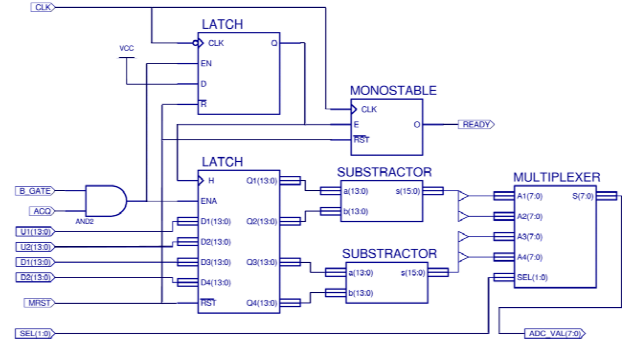 CLK
LATCH
CLK
Q
VCC
EN
D
R
MONOSTABLE
CLK
E
O
READY
RST
LATCH
H
Q1(13:0)
SUBSTRACTOR
a(13:0)
s(15:0)
b(13:0)
MULTIPLEXER
B_GATE
ACQ
AND2
ENA
A1(7:0)
S(7:0)
U1(13:0)
D1(13:0)
Q2(13:0)
A2(7:0)
U2(13:0)
D2(13:0)
SUBSTRACTOR
A3(7:0)
D1(13:0)
D3(13:0)
Q3(13:0)
a(13:0)
s(15:0)
A4(7:0)
D2(13:0)
D4(13:0)
b(13:0)
SEL(1:0)
MRST
RST
Q4(13:0)
SEL(1:0)
ADC_VAL(7:0)